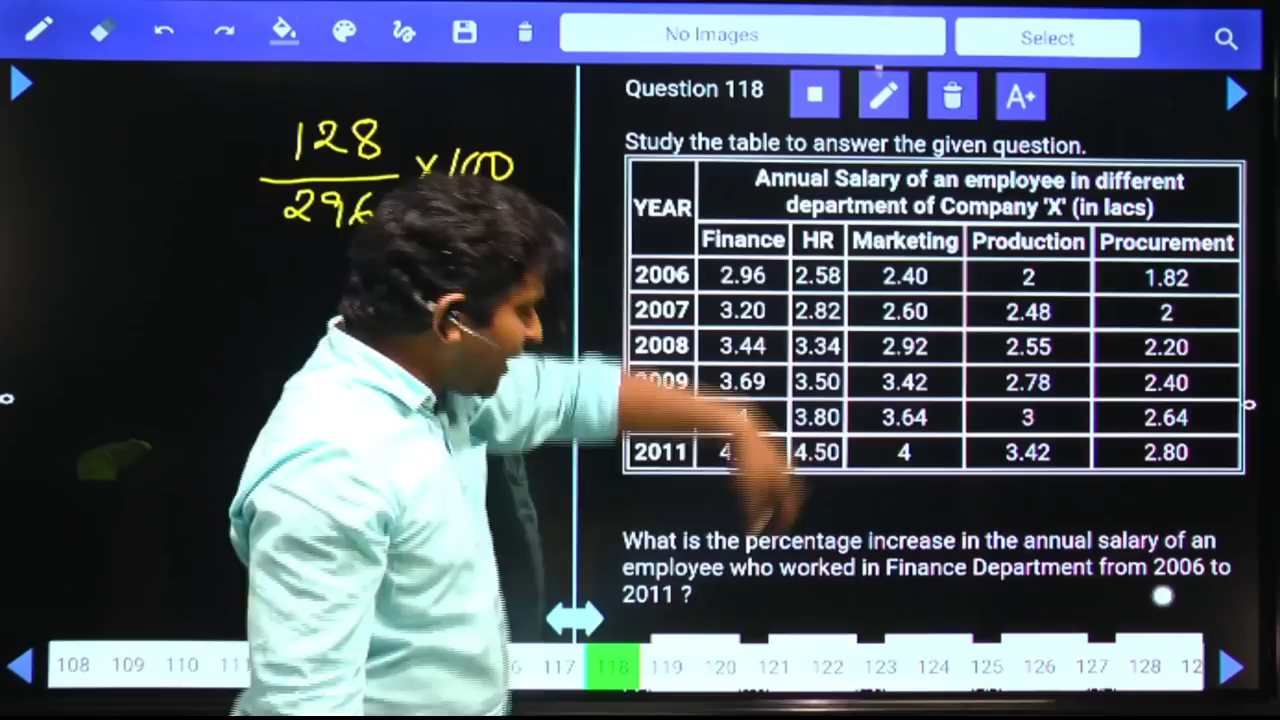 No Images
Select
128
296
×100
Question 118
A+
Study the table to answer the given question.
YEAR
Annual Salary of an employee in different
department of Company 'X' (in lacs)
Finance HR Marketing Production Procurement
2006 2.96 2.58 2.40 2 1.82
2007 3.20 2.82 2.60 2.48 2
2008 3.44 3.34 2.92 2.55 2.20
2009 3.69 3.50 3.42 2.78 2.40
3.80 3.64 3 2.64
2011 4.50 4 3.42 2.80
What is the percentage increase in the annual salary of an
employee who worked in Finance Department from 2006 to
2011 ?
108 109 110 117 118 119 120 121 122 123 124 125 126 127 128